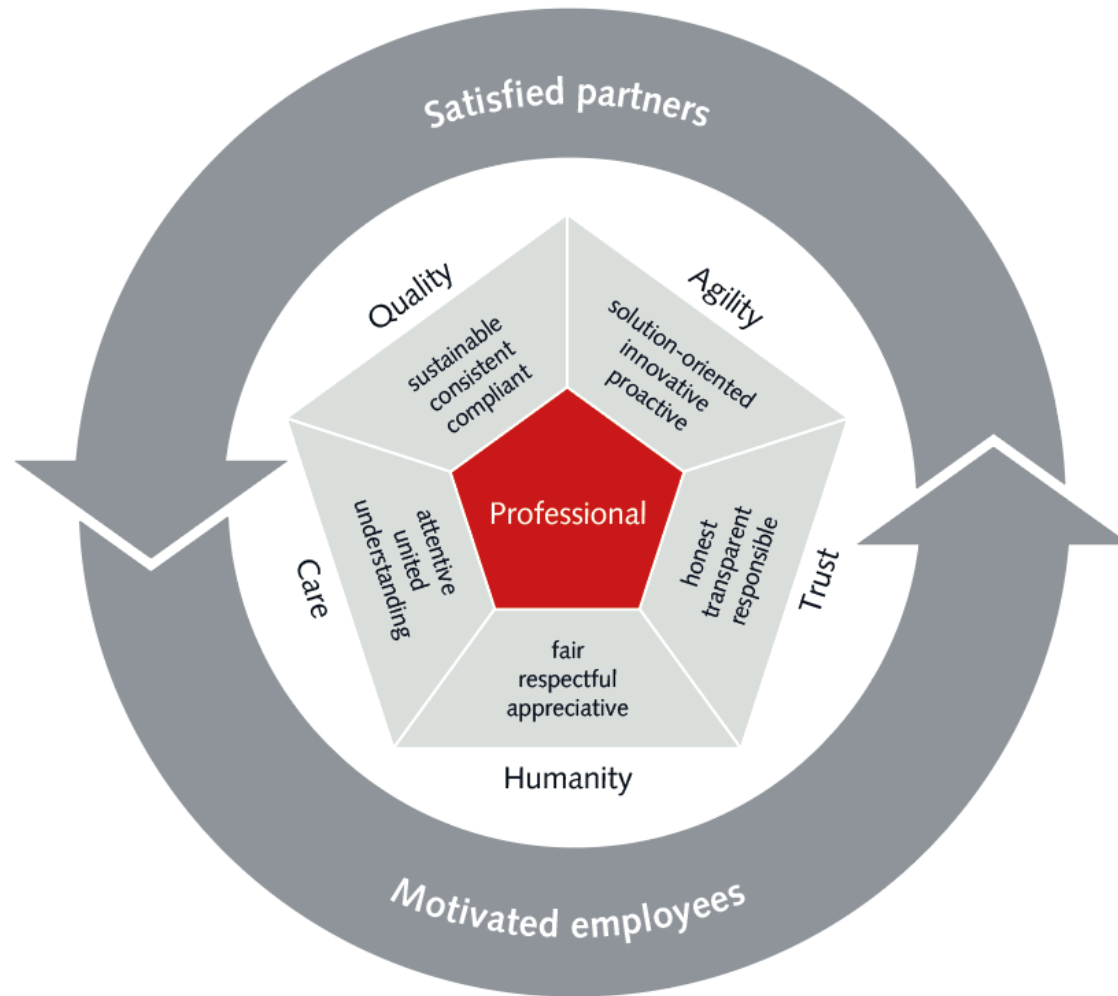 Satisfied partners
Quality
sustainable
consistent
compliant
Agility
solution-oriented
innovative
proactive
Professional
Care
attentive
united
understanding
Trust
honest
transparent
responsible
fair
respectful
appreciative
Humanity
Motivated employees